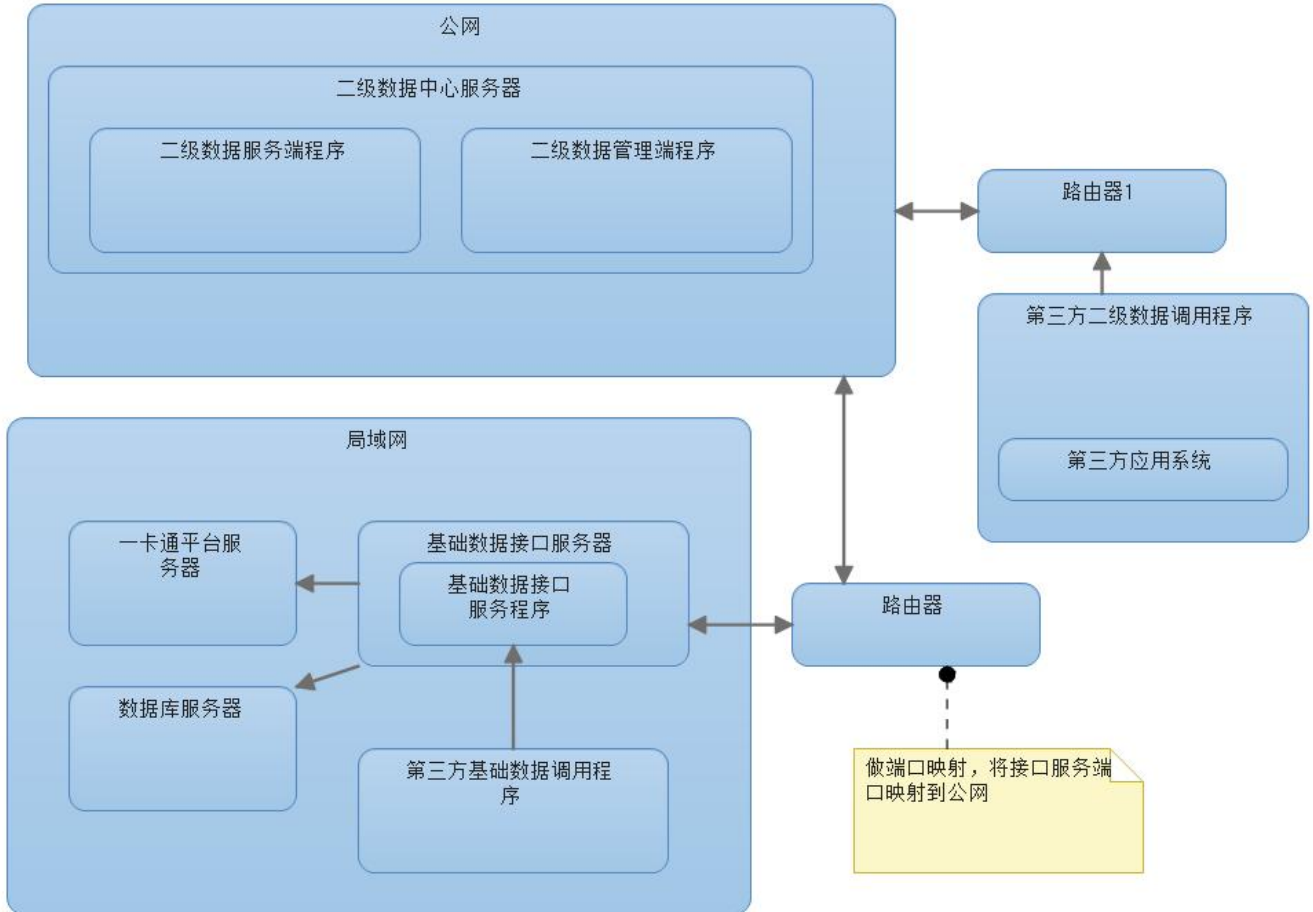 公网
二级数据中心服务器
二级数据服务端程序
二级数据管理端程序
路由器1
第三方二级数据调用程序
第三方应用系统
局域网
一卡通平台服
务器
基础数据接口服务器
基础数据接口
服务程序
路由器
数据库服务器
第三方基础数据调用程
序
做端口映射，将接口服务端
口映射到公网